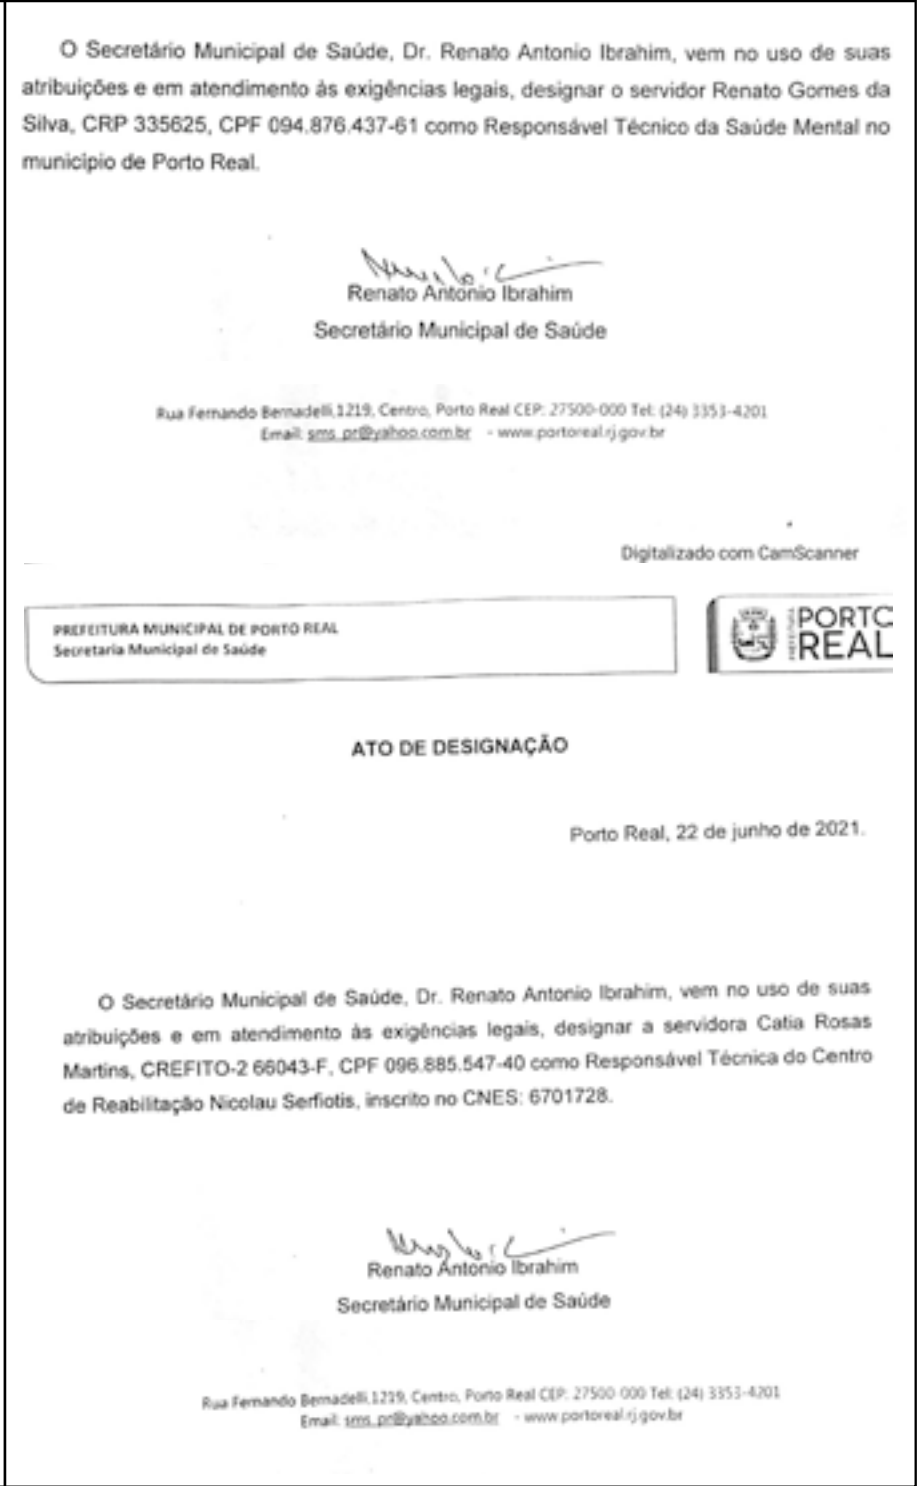 O Secretário Municipal de Saúde, Dr. Renato Antonio Ibrahim, vem no uso de suas
atribuições e em atendimento às exigências legais, designar o servidor Renato Gomes da
Silva, CRP 335625, CPF 094.876.437-61 como Responsável Técnico da Saúde Mental no
município de Porto Real.
Renato Antonio Ibrahim
Secretário Municipal de Saúde
Rua Fernando Bernadelli,1219, Centro, Porto Real CEP: 27500-000 Tel: (24) 3353-4201
Email: sms_pr@yahoo.com.br - www.portoreal.rj.gov.br
Digitalizado com CamScanner
PREFEITURA MUNICIPAL DE PORTO REAL
Secretaria Municipal de Saúde
PORTO
REAL
ATO DE DESIGNAÇÃO
Porto Real, 22 de junho de 2021.
O Secretário Municipal de Saúde, Dr. Renato Antonio Ibrahim, vem no uso de suas
atribuições e em atendimento às exigências legais, designar a servidora Catia Rosas
Martins, CREFITO-2 66043-F, CPF 096.885.547-40 como Responsável Técnica do Centro
de Reabilitação Nicolau Serfiotis, inscrito no CNES: 6701728.
Renato Antonio Ibrahim
Secretário Municipal de Saúde
Rua Fernando Bernadelli,1219, Centro, Porto Real CEP: 27500-000 Tel: (24) 3353-4201
Email: sms_pr@yahoo.com.br - www.portoreal.rj.gov.br